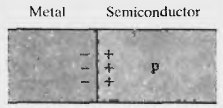 Metal Semiconductor
- +
- + p
- +